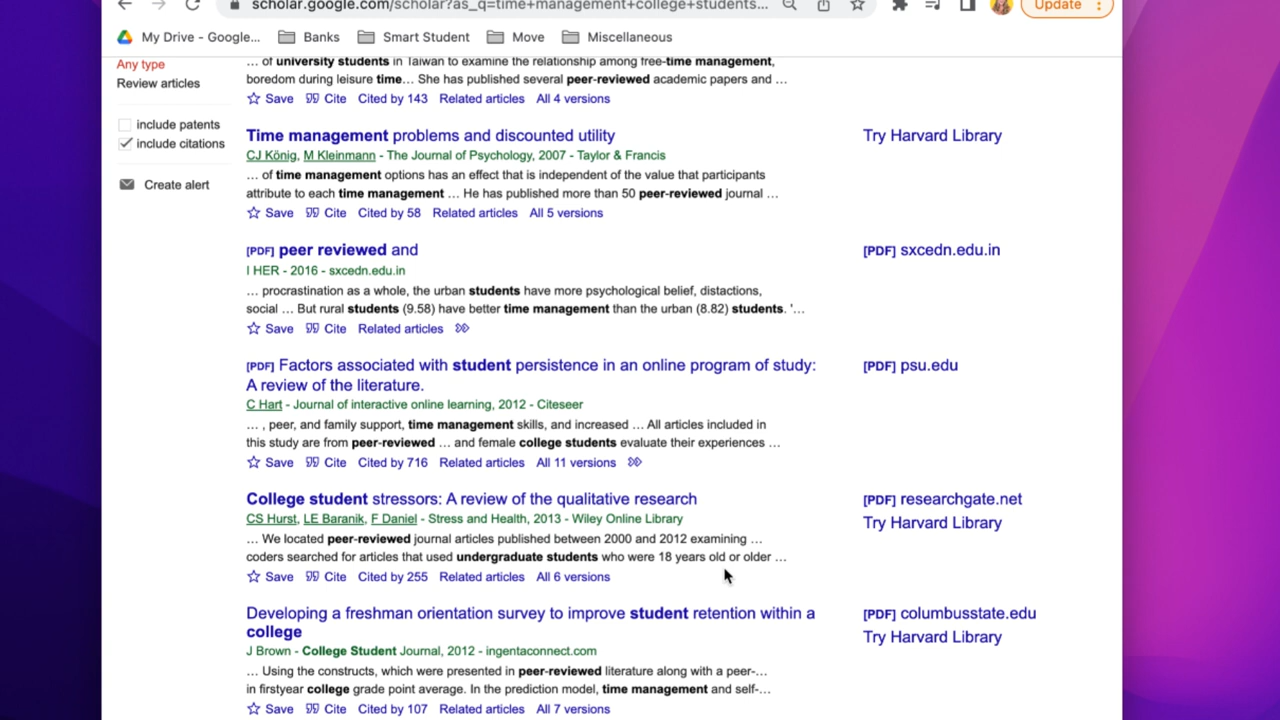 scholar.google.com/scholar?as_q=time+management+college+students...
Update
My Drive - Google...
Banks
Smart Student
Move
Miscellaneous
Any type
Review articles
include patents
include citations
Create alert
... of university students in Taiwan to examine the relationship among free-time management,
boredom during leisure time... She has published several peer-reviewed academic papers and ...
Save Cite Cited by 143 Related articles All 4 versions
Time management problems and discounted utility
Try Harvard Library
CJ König, M Kleinmann - The Journal of Psychology, 2007 - Taylor & Francis
... of time management options has an effect that is independent of the value that participants
attribute to each time management ... He has published more than 50 peer-reviewed journal ...
Save Cite Cited by 58 Related articles All 5 versions
[PDF] peer reviewed and
[PDF] sxcedn.edu.in
I HER - 2016 - sxcedn.edu.in
... procrastination as a whole, the urban students have more psychological belief, distactions,
social ... But rural students (9.58) have better time management than the urban (8.82) students. '...
Save Cite Related articles
[PDF] Factors associated with student persistence in an online program of study:
A review of the literature.
[PDF] psu.edu
C Hart - Journal of interactive online learning, 2012 - Citeseer
... , peer, and family support, time management skills, and increased ... All articles included in
this study are from peer-reviewed ... and female college students evaluate their experiences ...
Save Cite Cited by 716 Related articles All 11 versions
College student stressors: A review of the qualitative research
[PDF] researchgate.net
Try Harvard Library
CS Hurst, LE Baranik, F Daniel - Stress and Health, 2013 - Wiley Online Library
... We located peer-reviewed journal articles published between 2000 and 2012 examining ...
coders searched for articles that used undergraduate students who were 18 years old or older ...
Save Cite Cited by 255 Related articles All 6 versions
Developing a freshman orientation survey to improve student retention within a
college
[PDF] columbusstate.edu
Try Harvard Library
J Brown - College Student Journal, 2012 - ingentaconnect.com
... Using the constructs, which were presented in peer-reviewed literature along with a peer-...
in firstyear college grade point average. In the prediction model, time management and self-...
Save Cite Cited by 107 Related articles All 7 versions